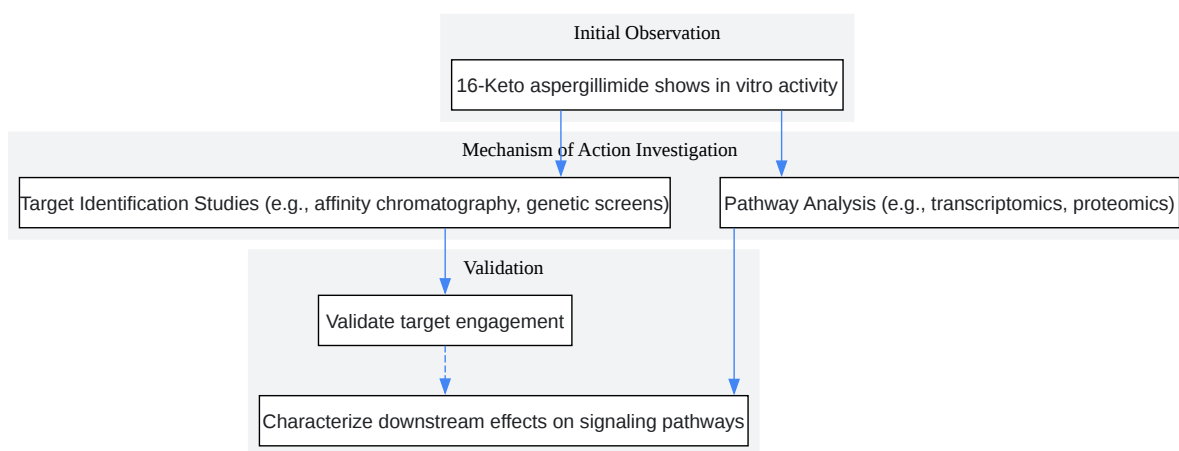 Initial Observation
16-Keto aspergillimide shows in vitro activity
Mechanism of Action Investigation
Target Identification Studies (e.g., affinity chromatography, genetic screens)
Pathway Analysis (e.g., transcriptomics, proteomics)
Validation
Validate target engagement
Characterize downstream effects on signaling pathways